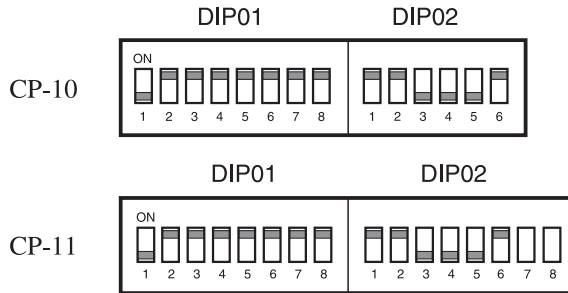 DIP01 DIP02
CP-10
ON
1 2 3 4 5 6 7 8 1 2 3 4 5 6
DIP01 DIP02
CP-11
ON
1 2 3 4 5 6 7 8 1 2 3 4 5 6 7 8